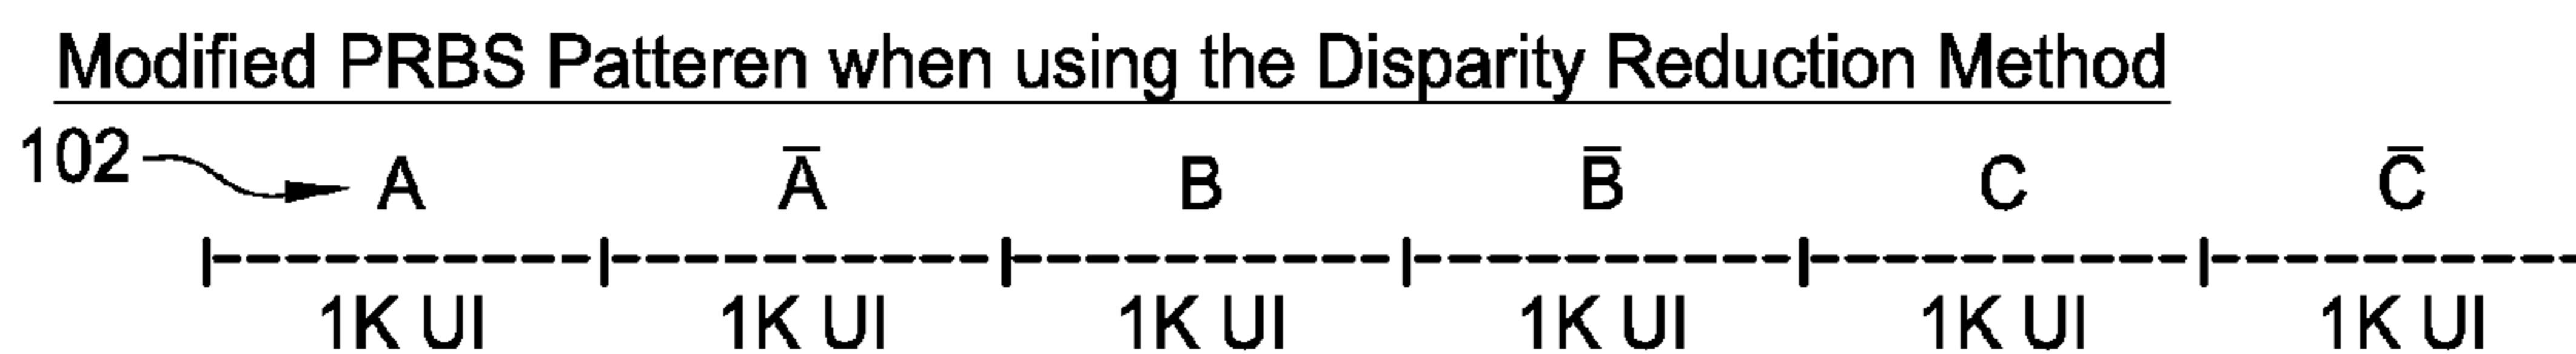 Modified PRBS Patteren when using the Disparity Reduction Method
102 A A̅ B B̅ C C̅
1K UI 1K UI 1K UI 1K UI 1K UI 1K UI